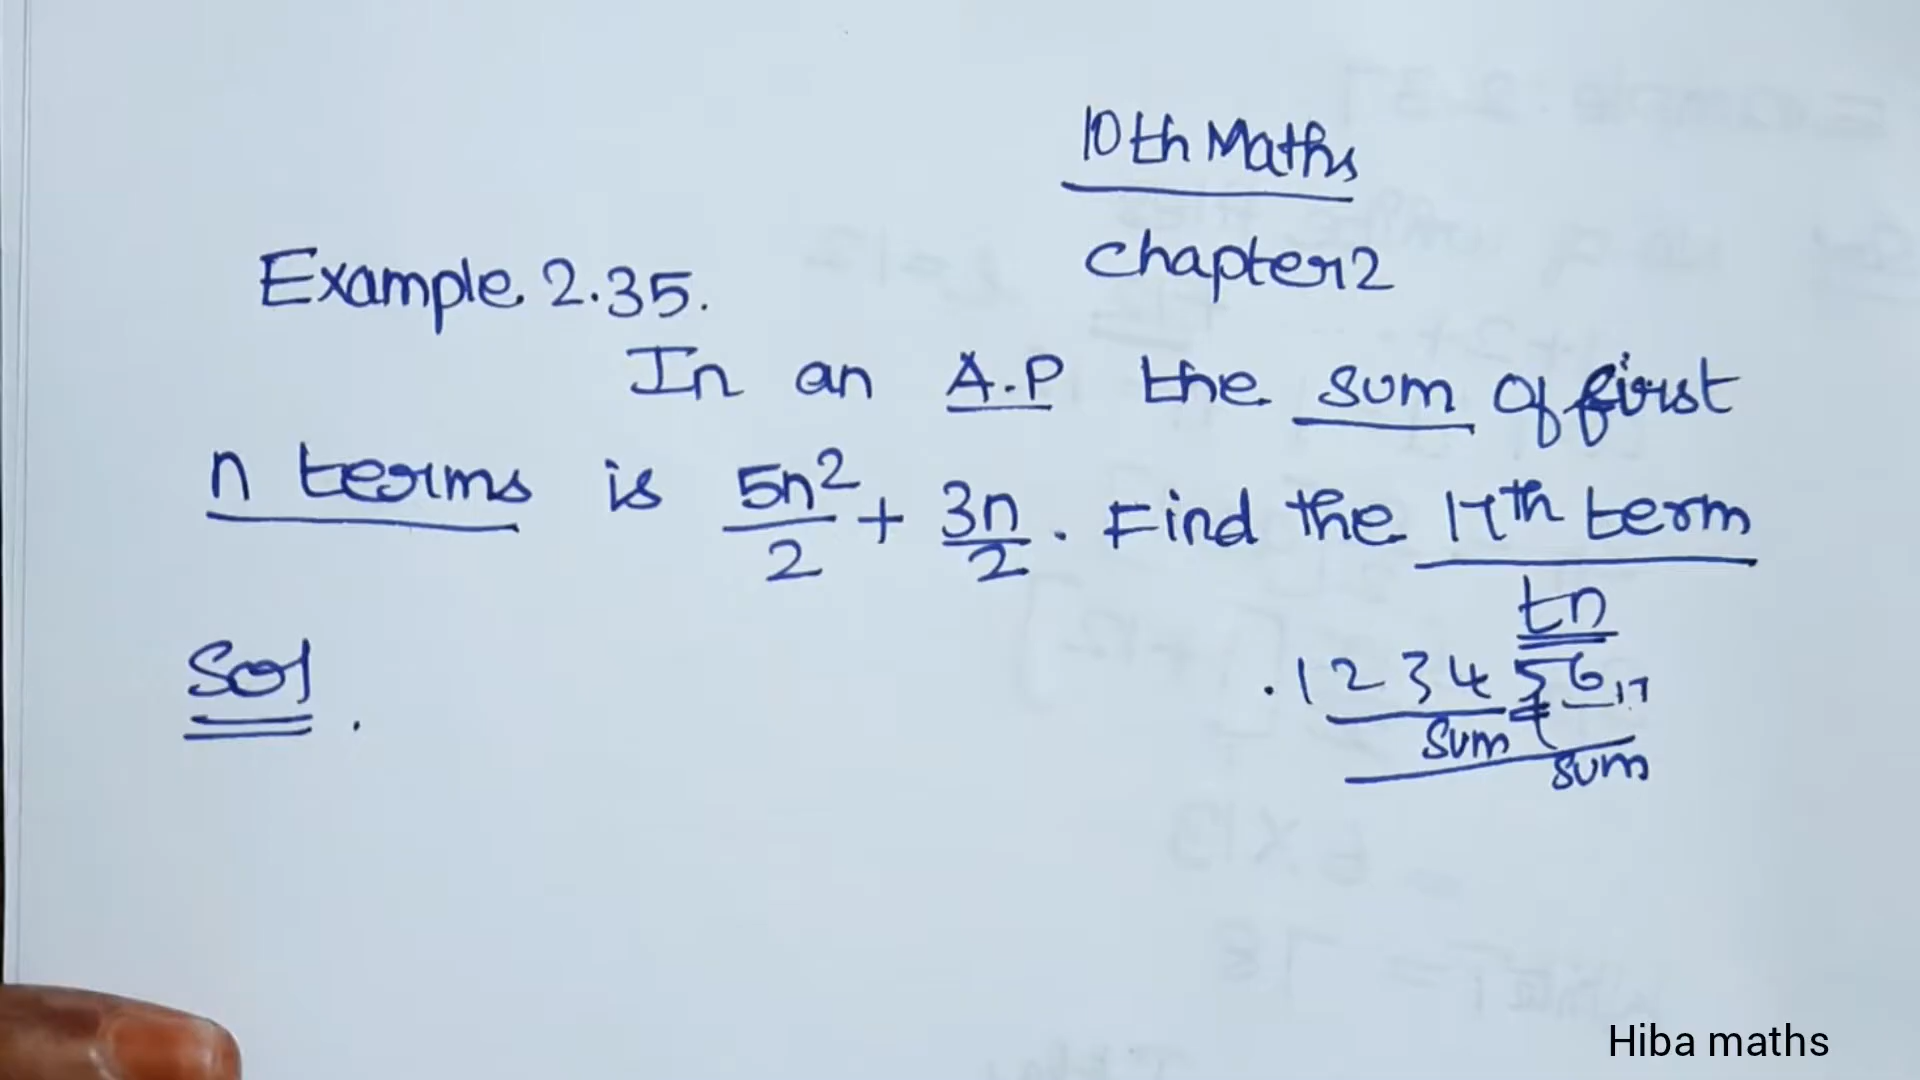 10th Maths
Chapter 2
Example 2.35.
In an A.P the sum of first
n terms is 5n²/2 + 3n/2. Find the 17th term
tn
Sol.
. 1 2 3 4 5 6 17
sum
sum
Hiba maths